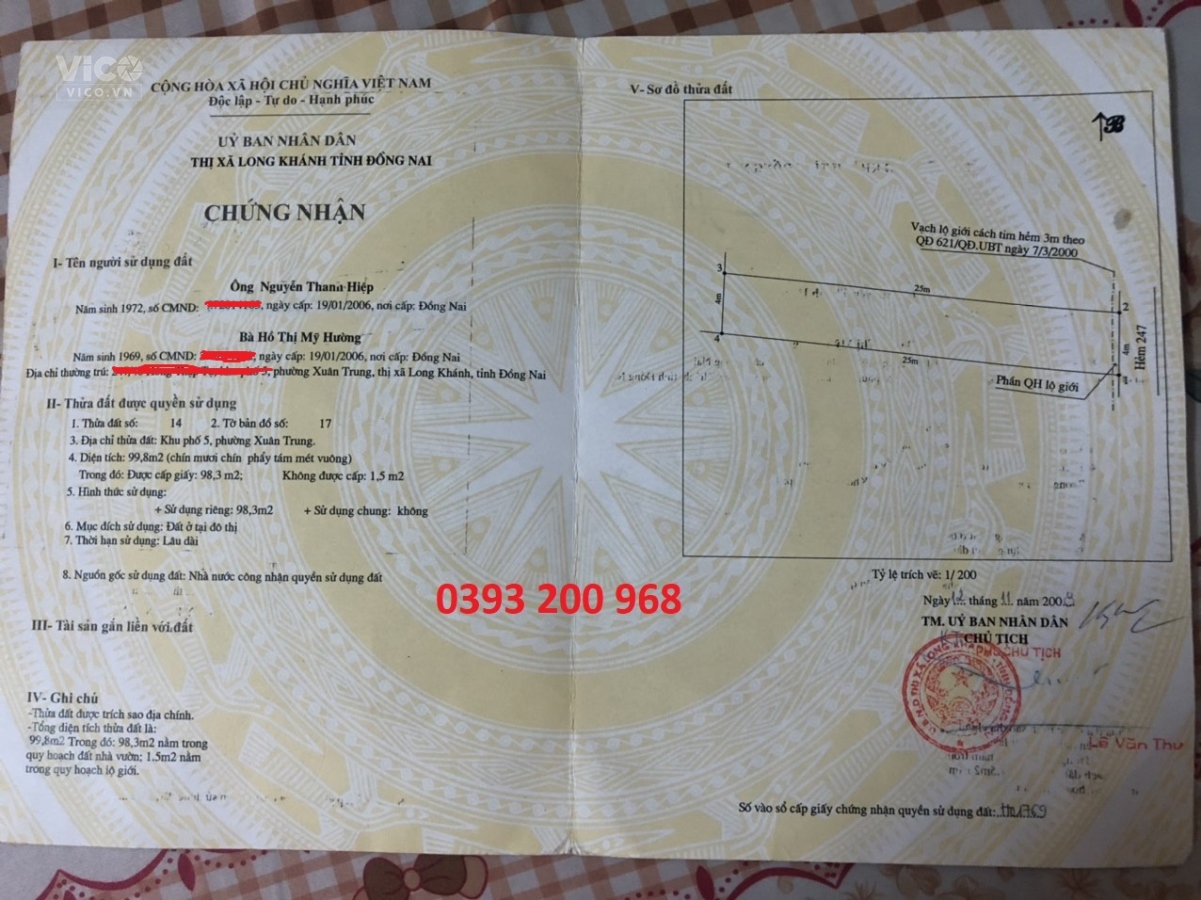 VICO
VICO.VN
CỘNG HÒA XÃ HỘI CHỦ NGHĨA VIỆT NAM
Độc lập - Tự do - Hạnh phúc
UỶ BAN NHÂN DÂN
THỊ XÃ LONG KHÁNH TỈNH ĐỒNG NAI
CHỨNG NHẬN
I- Tên người sử dụng đất
Ông Nguyễn Thanh Hiệp
Năm sinh 1972, số CMND: , ngày cấp: 19/01/2006, nơi cấp: Đồng Nai
Bà Hồ Thị Mỹ Hường
Năm sinh 1969, số CMND: , ngày cấp: 19/01/2006, nơi cấp: Đồng Nai
Địa chỉ thường trú: phường Xuân Trung, thị xã Long Khánh, tỉnh Đồng Nai
II- Thửa đất được quyền sử dụng
1. Thửa đất số: 14 2. Tờ bản đồ số: 17
3. Địa chỉ thửa đất: Khu phố 5, phường Xuân Trung.
4. Diện tích: 99,8m2 (chín mươi chín phẩy tám mét vuông)
Trong đó: Được cấp giấy: 98,3 m2; Không được cấp: 1,5 m2
5. Hình thức sử dụng:
+ Sử dụng riêng: 98,3m2 + Sử dụng chung: không
6. Mục đích sử dụng: Đất ở tại đô thị
7. Thời hạn sử dụng: Lâu dài
8. Nguồn gốc sử dụng đất: Nhà nước công nhận quyền sử dụng đất
III- Tài sản gắn liền với đất
IV- Ghi chú
-Thửa đất được trích sao địa chính.
-Tổng diện tích thửa đất là:
99,8m2 Trong đó: 98,3m2 nằm trong
quy hoạch đất nhà vườn; 1.5m2 nằm
trong quy hoạch lộ giới.
0393 200 968
V- Sơ đồ thửa đất
B
Vạch lộ giới cách tim hẻm 3m theo
QĐ 621/QĐ.UBT ngày 7/3/2000
3
25m
2
4m
4
25m
4m
Hẻm 247
1
Phần QH lộ giới
Tỷ lệ trích vẽ: 1/ 200
Ngày 12 tháng 11 năm 200
TM. UỶ BAN NHÂN DÂN
KT. CHỦ TỊCH
PHÓ CHỦ TỊCH
Lê Văn Thư
Số vào sổ cấp giấy chứng nhận quyền sử dụng đất: